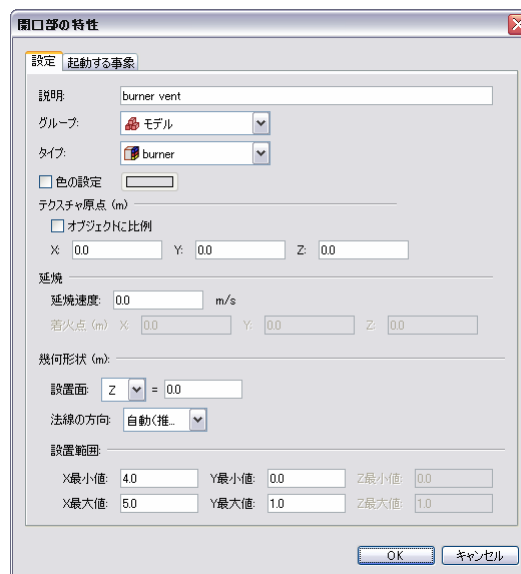 開口部の特性
設定 起動する事象
説明: burner vent
グループ: モデル
タイプ: burner
色の設定
テクスチャ原点 (m)
オブジェクトに比例
X: 0.0 Y: 0.0 Z: 0.0
延焼
延焼速度: 0.0 m/s
着火点 (m) X: 0.0 Y: 0.0 Z: 0.0
幾何形状 (m):
設置面: Z = 0.0
法線の方向: 自動(推...
設置範囲:
X最小値: 4.0 Y最小値: 0.0 Z最小値: 0.0
X最大値: 5.0 Y最大値: 1.0 Z最大値: 1.0
OK キャンセル